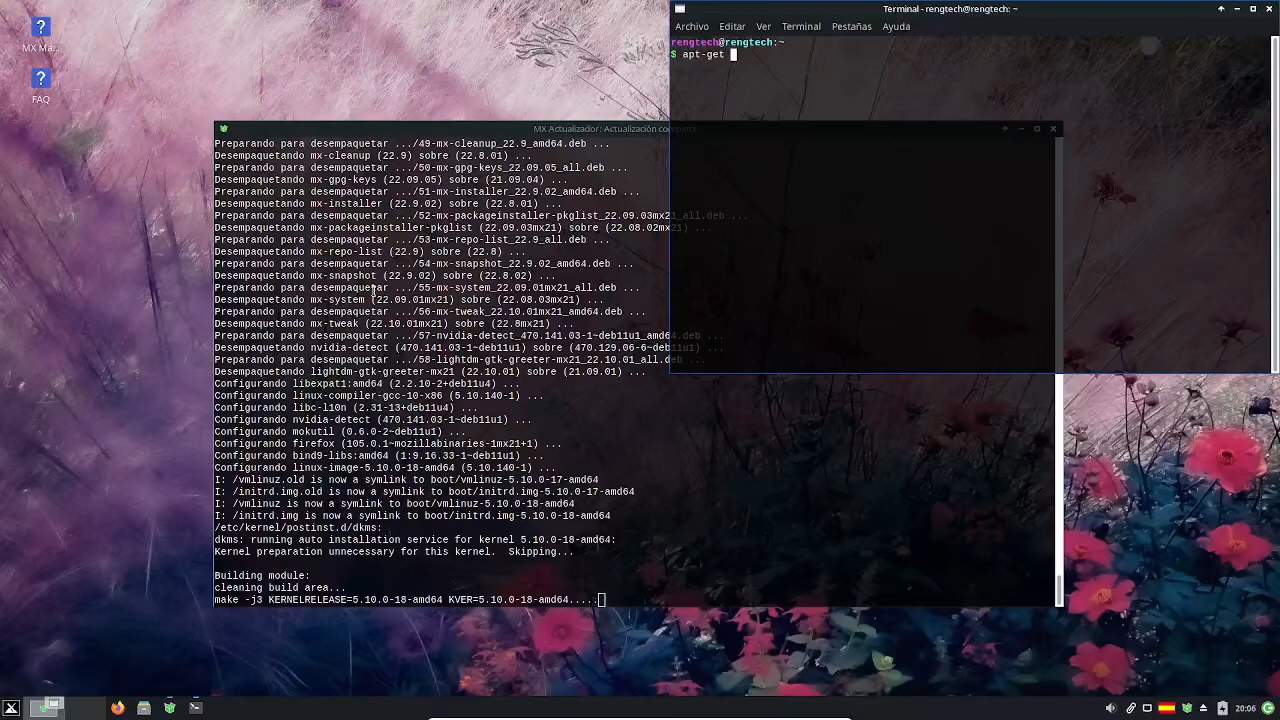 MX Ma...
FAQ
Terminal - rengtech@rengtech: ~
Archivo Editar Ver Terminal Pestañas Ayuda
rengtech@rengtech:~
$ apt-get
MX Actualizador: Actualización completa
Preparando para desempaquetar .../49-mx-cleanup_22.9_amd64.deb ...
Desempaquetando mx-cleanup (22.9) sobre (22.8.01) ...
Preparando para desempaquetar .../50-mx-gpg-keys_22.09.05_all.deb ...
Desempaquetando mx-gpg-keys (22.09.05) sobre (21.09.04) ...
Preparando para desempaquetar .../51-mx-installer_22.9.02_amd64.deb ...
Desempaquetando mx-installer (22.9.02) sobre (22.8.01) ...
Preparando para desempaquetar .../52-mx-packageinstaller-pkglist_22.09.03mx21_all.deb ...
Desempaquetando mx-packageinstaller-pkglist (22.09.03mx21) sobre (22.08.02mx21) ...
Preparando para desempaquetar .../53-mx-repo-list_22.9_all.deb ...
Desempaquetando mx-repo-list (22.9) sobre (22.8) ...
Preparando para desempaquetar .../54-mx-snapshot_22.9.02_amd64.deb ...
Desempaquetando mx-snapshot (22.9.02) sobre (22.8.02) ...
Preparando para desempaquetar .../55-mx-system_22.09.01mx21_all.deb ...
Desempaquetando mx-system (22.09.01mx21) sobre (22.08.03mx21) ...
Preparando para desempaquetar .../56-mx-tweak_22.10.01mx21_amd64.deb ...
Desempaquetando mx-tweak (22.10.01mx21) sobre (22.8mx21) ...
Preparando para desempaquetar .../57-nvidia-detect_470.141.03-1~deb11u1_amd64.deb ...
Desempaquetando nvidia-detect (470.141.03-1~deb11u1) sobre (470.129.06-6~deb11u1) ...
Preparando para desempaquetar .../58-lightdm-gtk-greeter-mx21_22.10.01_all.deb ...
Desempaquetando lightdm-gtk-greeter-mx21 (22.10.01) sobre (21.09.01) ...
Configurando libexpat1:amd64 (2.2.10-2+deb11u4) ...
Configurando linux-compiler-gcc-10-x86 (5.10.140-1) ...
Configurando libc-l10n (2.31-13+deb11u4) ...
Configurando nvidia-detect (470.141.03-1~deb11u1) ...
Configurando mokutil (0.6.0-2~deb11u1) ...
Configurando firefox (105.0.1~mozillabinaries-1mx21+1) ...
Configurando bind9-libs:amd64 (1:9.16.33-1~deb11u1) ...
Configurando linux-image-5.10.0-18-amd64 (5.10.140-1) ...
I: /vmlinuz.old is now a symlink to boot/vmlinuz-5.10.0-17-amd64
I: /initrd.img.old is now a symlink to boot/initrd.img-5.10.0-17-amd64
I: /vmlinuz is now a symlink to boot/vmlinuz-5.10.0-18-amd64
I: /initrd.img is now a symlink to boot/initrd.img-5.10.0-18-amd64
/etc/kernel/postinst.d/dkms:
dkms: running auto installation service for kernel 5.10.0-18-amd64:
Kernel preparation unnecessary for this kernel.  Skipping...
Building module:
cleaning build area...
make -j3 KERNELRELEASE=5.10.0-18-amd64 KVER=5.10.0-18-amd64.....
20:06